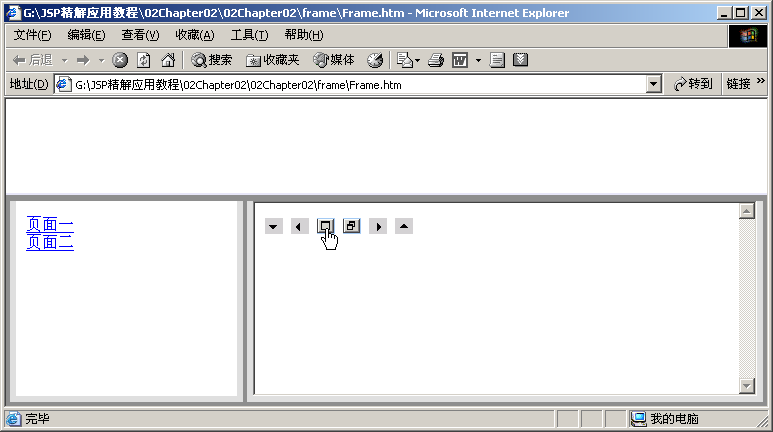 G:\JSP精解应用教程\02Chapter02\02Chapter02\frame\Frame.htm - Microsoft Internet Explorer
文件(F) 编辑(E) 查看(V) 收藏(A) 工具(T) 帮助(H)
后退 搜索 收藏夹 媒体
地址(D) G:\JSP精解应用教程\02Chapter02\02Chapter02\frame\Frame.htm 转到 链接 »
页面一
页面二
完毕 我的电脑